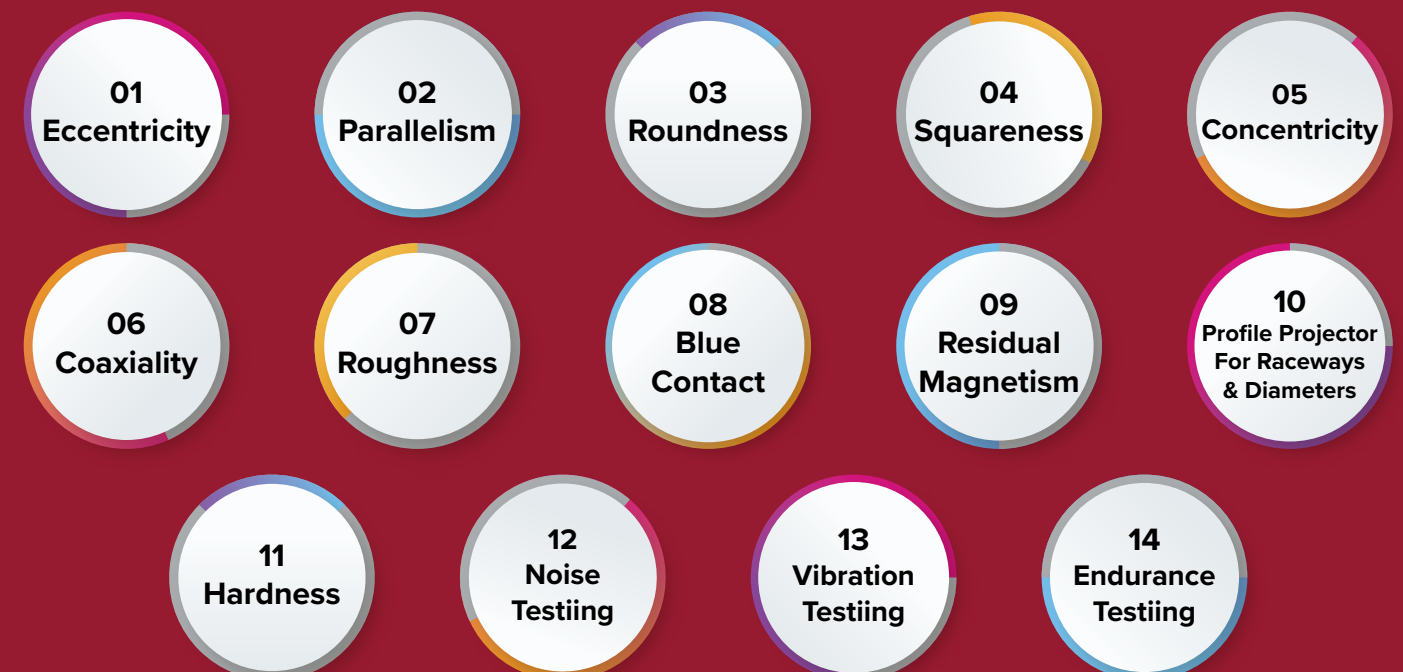 01
Eccentricity
02
Parallelism
03
Roundness
04
Squareness
05
Concentricity
06
Coaxiality
07
Roughness
08
Blue
Contact
09
Residual
Magnetism
10
Profile Projector
For Raceways
& Diameters
11
Hardness
12
Noise
Testiing
13
Vibration
Testiing
14
Endurance
Testiing